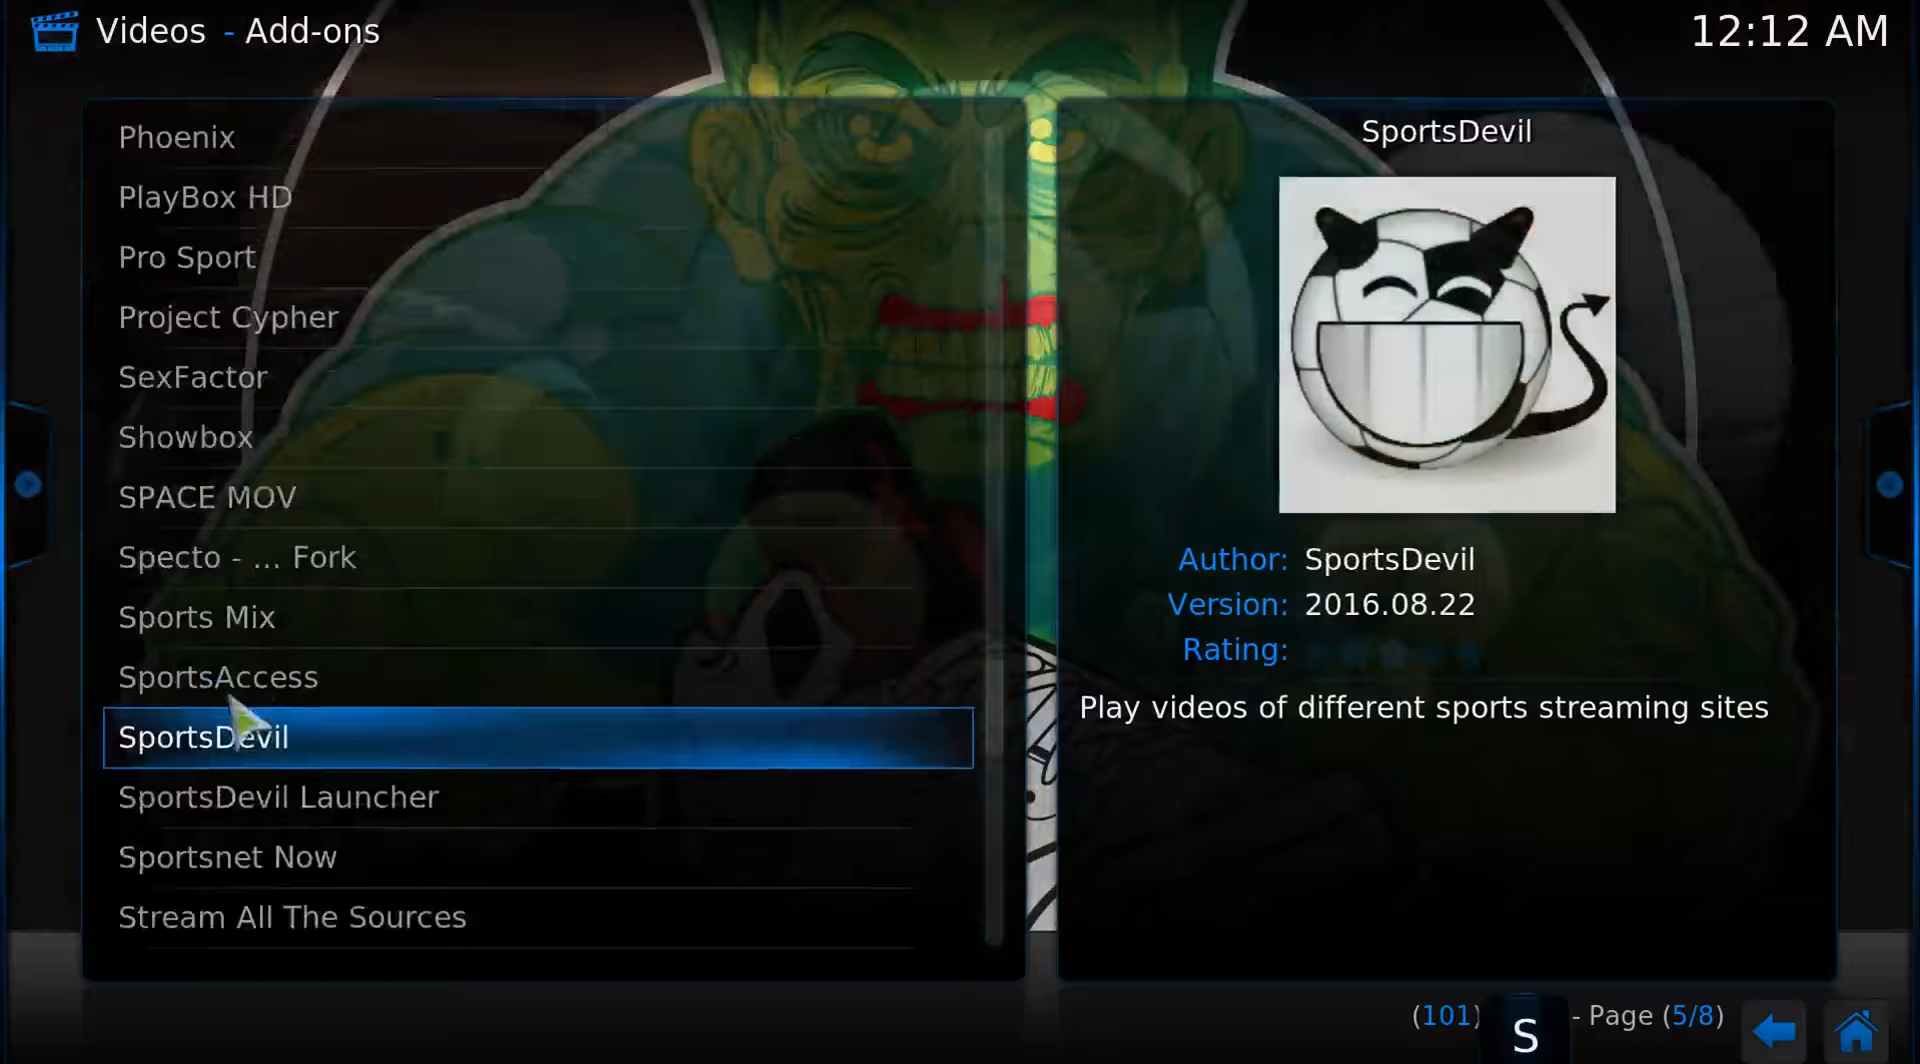 Videos - Add-ons
12:12 AM
Phoenix
PlayBox HD
Pro Sport
Project Cypher
SexFactor
Showbox
SPACE MOV
Specto - ... Fork
Sports Mix
SportsAccess
SportsDevil
SportsDevil Launcher
Sportsnet Now
Stream All The Sources
SportsDevil
Author: SportsDevil
Version: 2016.08.22
Rating:
Play videos of different sports streaming sites
(101) S - Page (5/8)